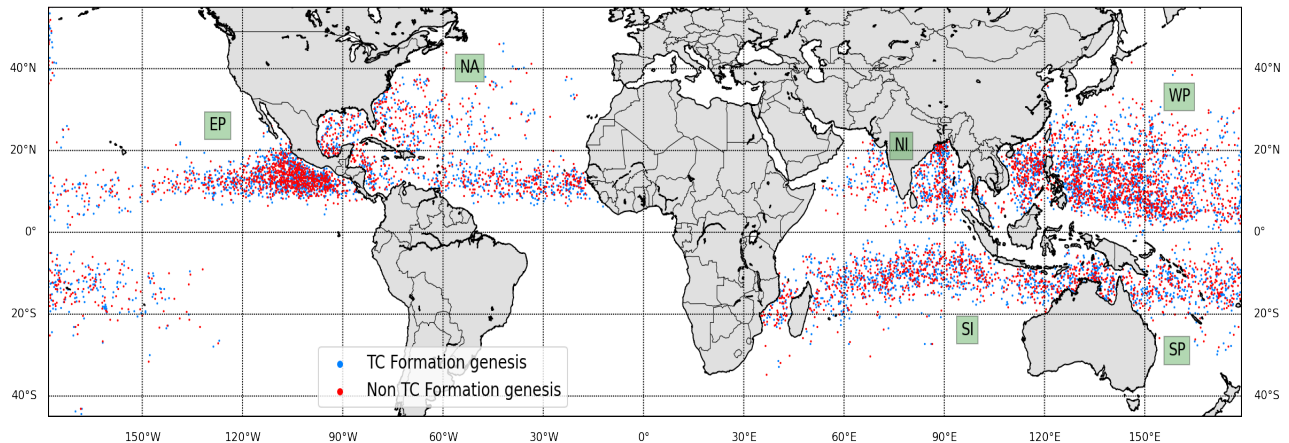 NA
40°N
40°N
WP
EP
NI
20°N
20°N
0°
0°
20°S
20°S
SI
SP
TC Formation genesis
Non TC Formation genesis
40°S
40°S
150°W 120°W 90°W 60°W 30°W 0° 30°E 60°E 90°E 120°E 150°E